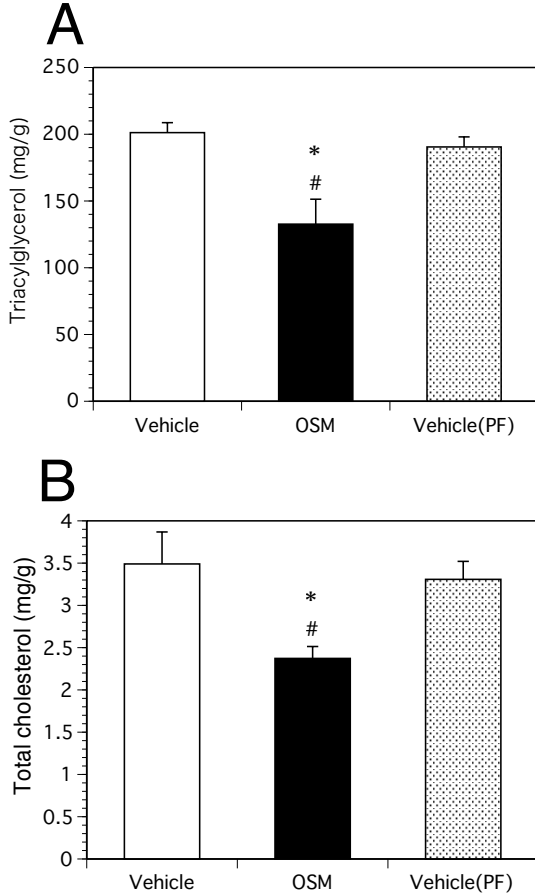 A
250
200
150
100
50
0
Triacylglycerol (mg/g)
*
#
Vehicle
OSM
Vehicle(PF)
B
4
3.5
3
2.5
2
1.5
1
0.5
0
Total cholesterol (mg/g)
*
#
Vehicle
OSM
Vehicle(PF)